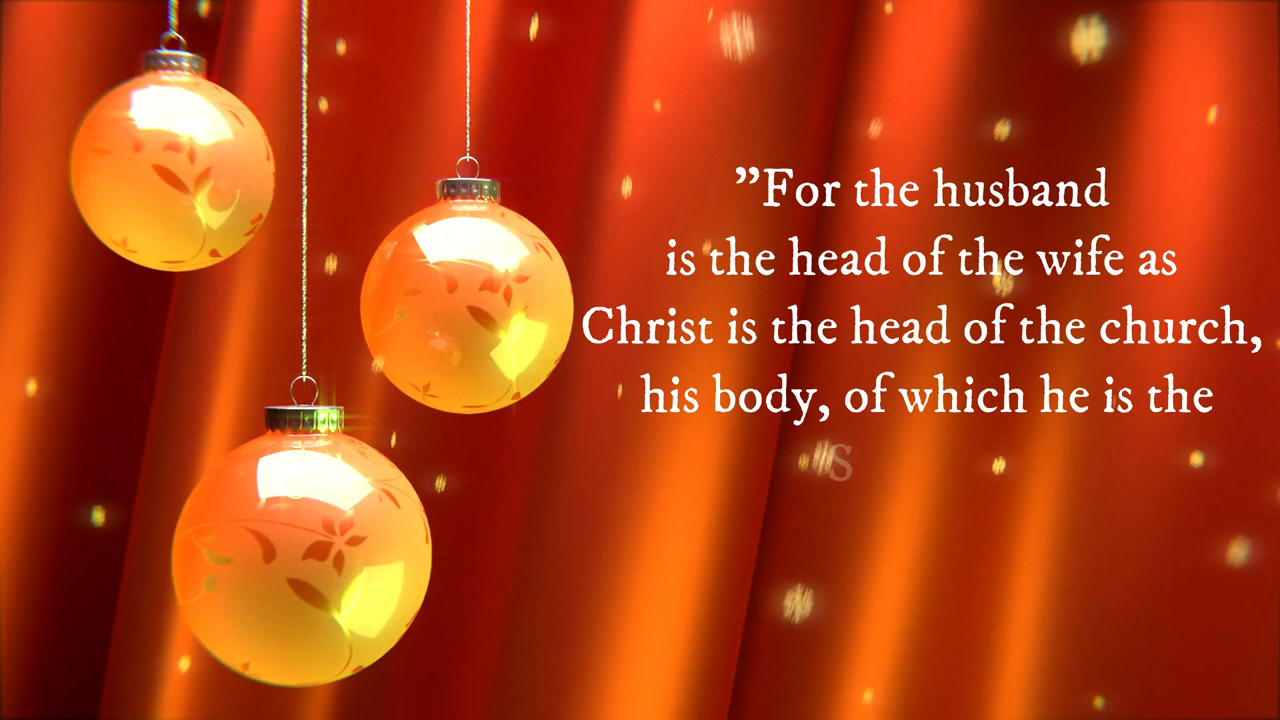 ”For the husband
is the head of the wife as
Christ is the head of the church,
his body, of which he is the
S